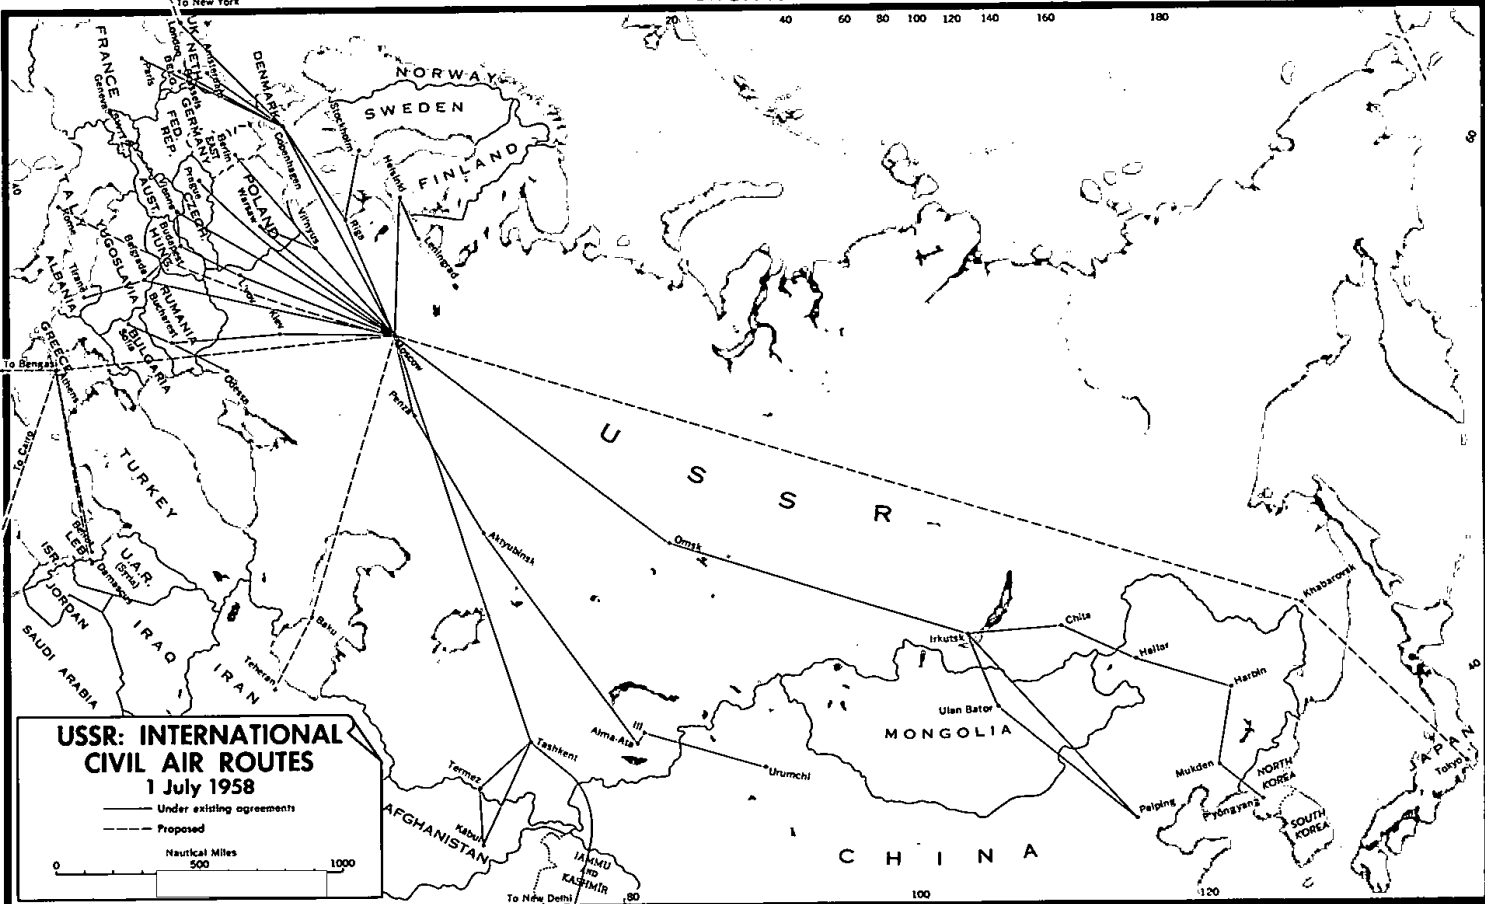 To New York
20 40 60 80 100 120 140 160 180
60
40
40
80
100
120
FRANCE
Paris
Geneva
London
UK
NETH
Amsterdam
BELG.
Brussels
GERMANY
FED.
REP.
EAST
Berlin
DENMARK
Copenhagen
NORWAY
SWEDEN
Stockholm
FINLAND
Helsinki
Leningrad
Riga
Vilnyus
POLAND
Warsaw
Prague
CZECH
Vienna
AUST.
HUNG.
Budapest
ITALY
Rome
YUGOSLAVIA
Belgrade
ALBANIA
Tirana
RUMANIA
Bucharest
BULGARIA
Sofia
GREECE
Athens
Lvov
Kiev
Odessa
Moscow
Penza
To Bengasi
To Cairo
TURKEY
Beirut
LEB
ISR.
U.A.R.
(Syria)
Damascus
JORDAN
SAUDI ARABIA
IRAQ
IRAN
Teheran
Baku
U S S R
Aktyubinsk
Omsk
Irkutsk
Chita
Hailar
Harbin
Khabarovsk
Ulan Bator
MONGOLIA
Mukden
Peiping
Pyongyang
NORTH
KOREA
SOUTH
KOREA
JAPAN
Tokyo
Ili
Alma-Ata
Urumchi
Tashkent
Termez
Kabul
AFGHANISTAN
JAMMU
AND
KASHMIR
To New Delhi
CHINA
USSR: INTERNATIONAL
CIVIL AIR ROUTES
1 July 1958
Under existing agreements
Proposed
Nautical Miles
0 500 1000